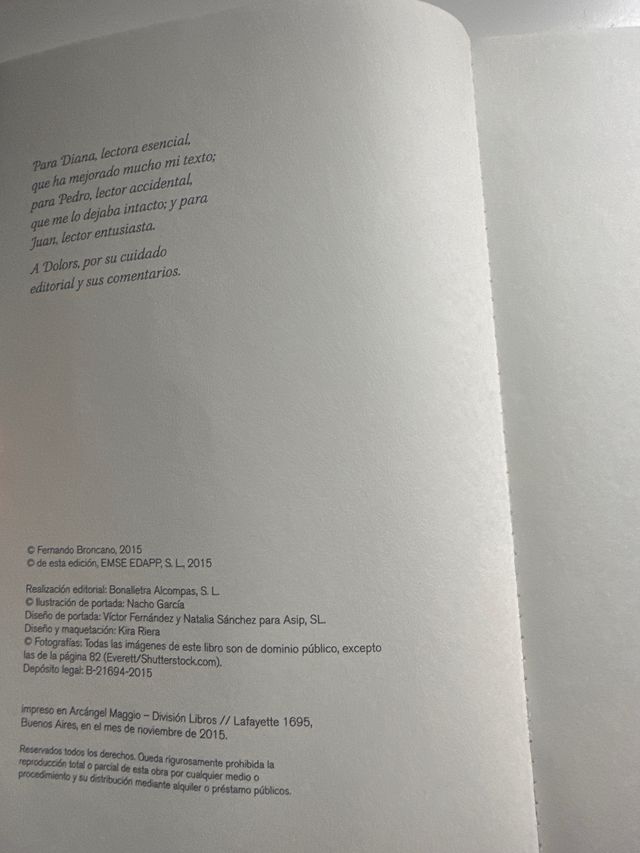 Para Diana, lectora esencial,
que ha mejorado mucho mi texto;
para Pedro, lector accidental,
que me lo dejaba intacto; y para
Juan, lector entusiasta.
A Dolors, por su cuidado
editorial y sus comentarios.
© Fernando Broncano, 2015
© de esta edición, EMSE EDAPP, S. L., 2015
Realización editorial: Bonalletra Alcompas, S. L.
© Ilustración de portada: Nacho García
Diseño de portada: Víctor Fernández y Natalia Sánchez para Asip, SL.
Diseño y maquetación: Kira Riera
© Fotografías: Todas las imágenes de este libro son de dominio público, excepto
las de la página 82 (Everett/Shutterstock.com).
Depósito legal: B-21694-2015
impreso en Arcángel Maggio – División Libros // Lafayette 1695,
Buenos Aires, en el mes de noviembre de 2015.
Reservados todos los derechos. Queda rigurosamente prohibida la
reproducción total o parcial de esta obra por cualquier medio o
procedimiento y su distribución mediante alquiler o préstamo públicos.